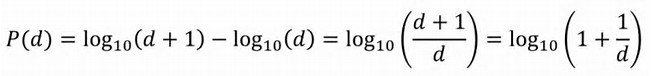 P(d) = log₁₀(d + 1) − log₁₀(d) = log₁₀((d + 1)/d) = log₁₀(1 + 1/d)